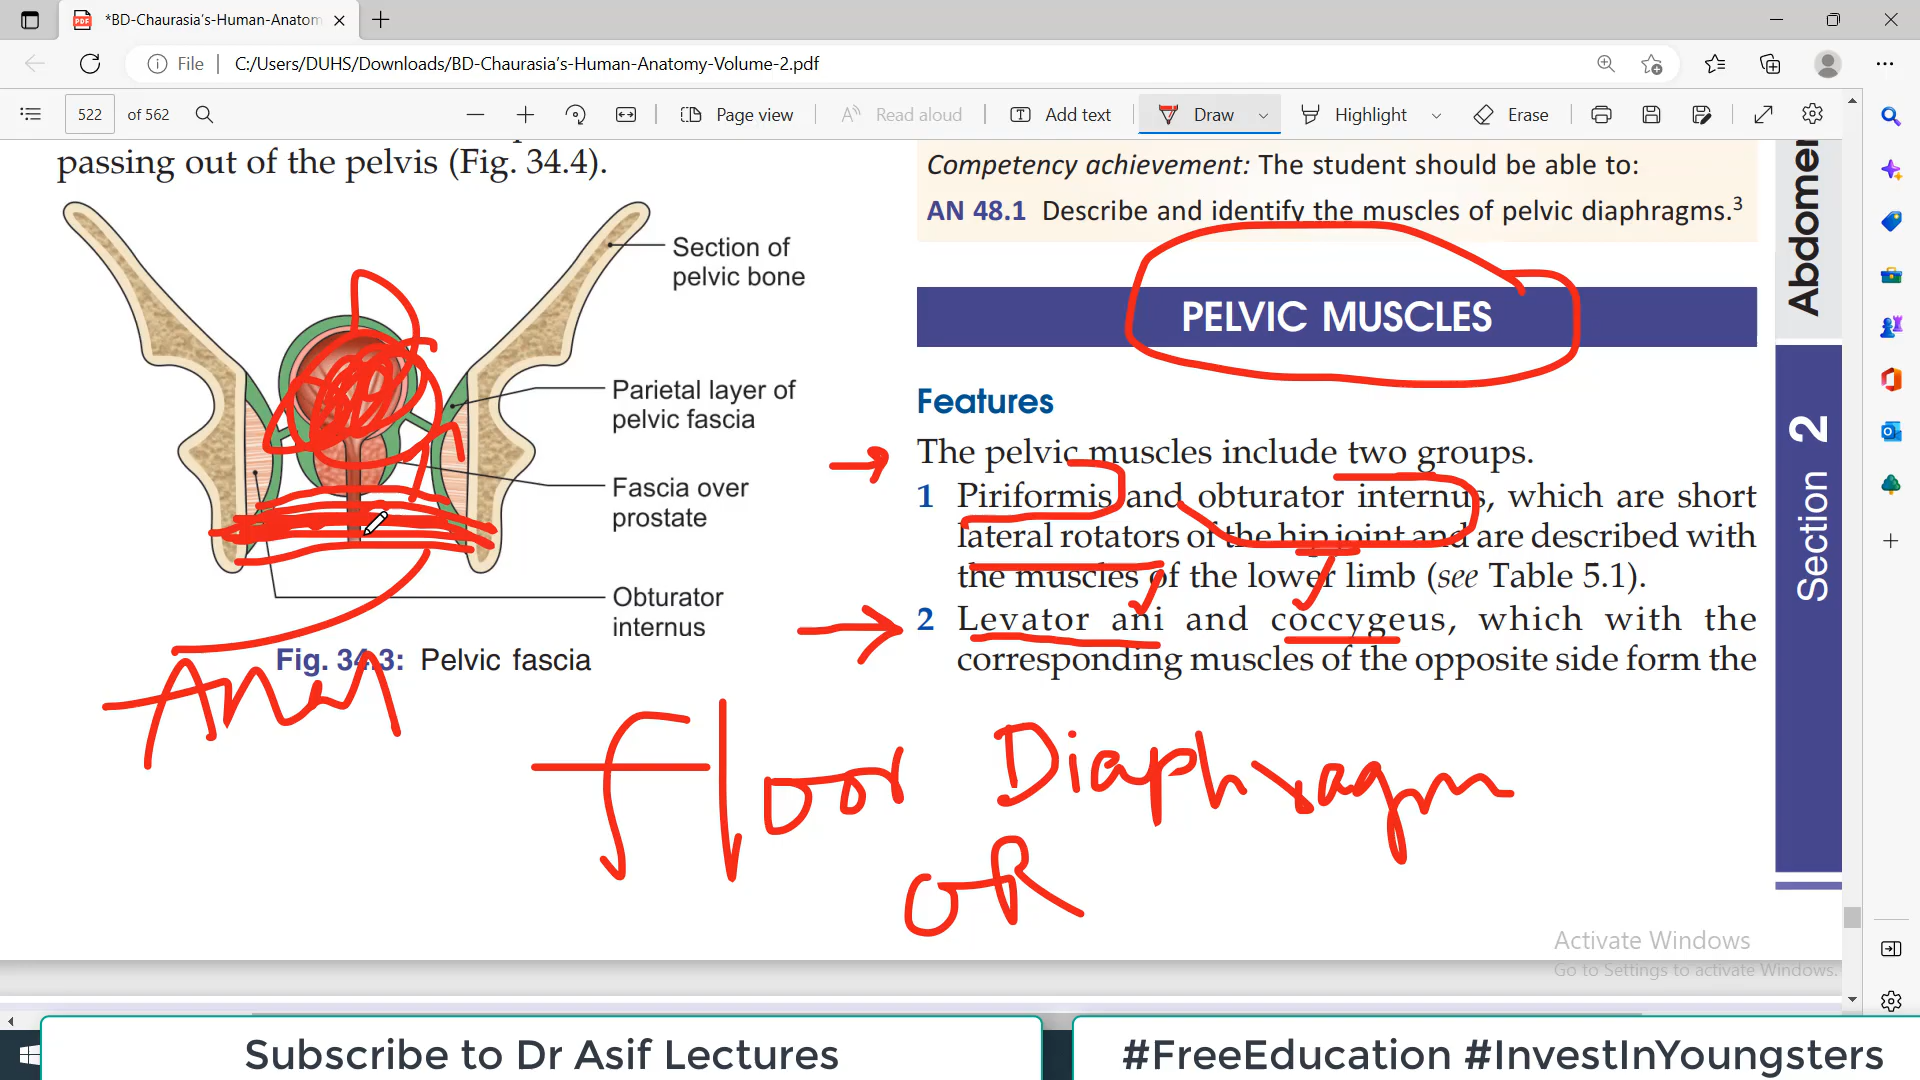 *BD-Chaurasia's-Human-Anatom
File
C:/Users/DUHS/Downloads/BD-Chaurasia's-Human-Anatomy-Volume-2.pdf
522 of 562
Page view
Read aloud
Add text
Draw
Highlight
Erase
passing out of the pelvis (Fig. 34.4).
Section of
pelvic bone
Parietal layer of
pelvic fascia
Fascia over
prostate
Obturator
internus
Fig. 34.3: Pelvic fascia
Competency achievement: The student should be able to:
AN 48.1 Describe and identify the muscles of pelvic diaphragms.3
PELVIC MUSCLES
Features
The pelvic muscles include two groups.
1 Piriformis and obturator internus, which are short
lateral rotators of the hip joint and are described with
the muscles of the lower limb (see Table 5.1).
2 Levator ani and coccygeus, which with the
corresponding muscles of the opposite side form the
Floor Diaphragm
OR
Abdomen
Section 2
Activate Windows
Go to Settings to activate Windows.
Subscribe to Dr Asif Lectures
#FreeEducation #InvestInYoungsters